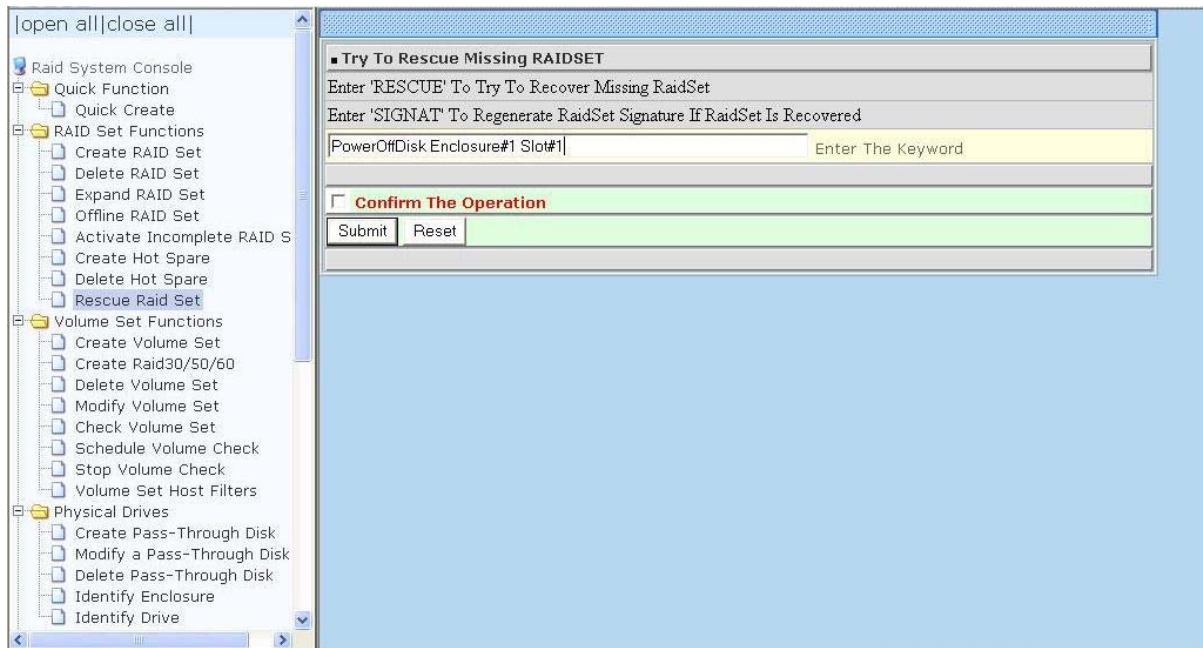 |open all|close all|
Raid System Console
Quick Function
Quick Create
RAID Set Functions
Create RAID Set
Delete RAID Set
Expand RAID Set
Offline RAID Set
Activate Incomplete RAID S
Create Hot Spare
Delete Hot Spare
Rescue Raid Set
Volume Set Functions
Create Volume Set
Create Raid30/50/60
Delete Volume Set
Modify Volume Set
Check Volume Set
Schedule Volume Check
Stop Volume Check
Volume Set Host Filters
Physical Drives
Create Pass-Through Disk
Modify a Pass-Through Disk
Delete Pass-Through Disk
Identify Enclosure
Identify Drive
Try To Rescue Missing RAIDSET
Enter 'RESCUE' To Try To Recover Missing RaidSet
Enter 'SIGNAT' To Regenerate RaidSet Signature If RaidSet Is Recovered
PowerOffDisk Enclosure#1 Slot#1 Enter The Keyword
Confirm The Operation
Submit Reset